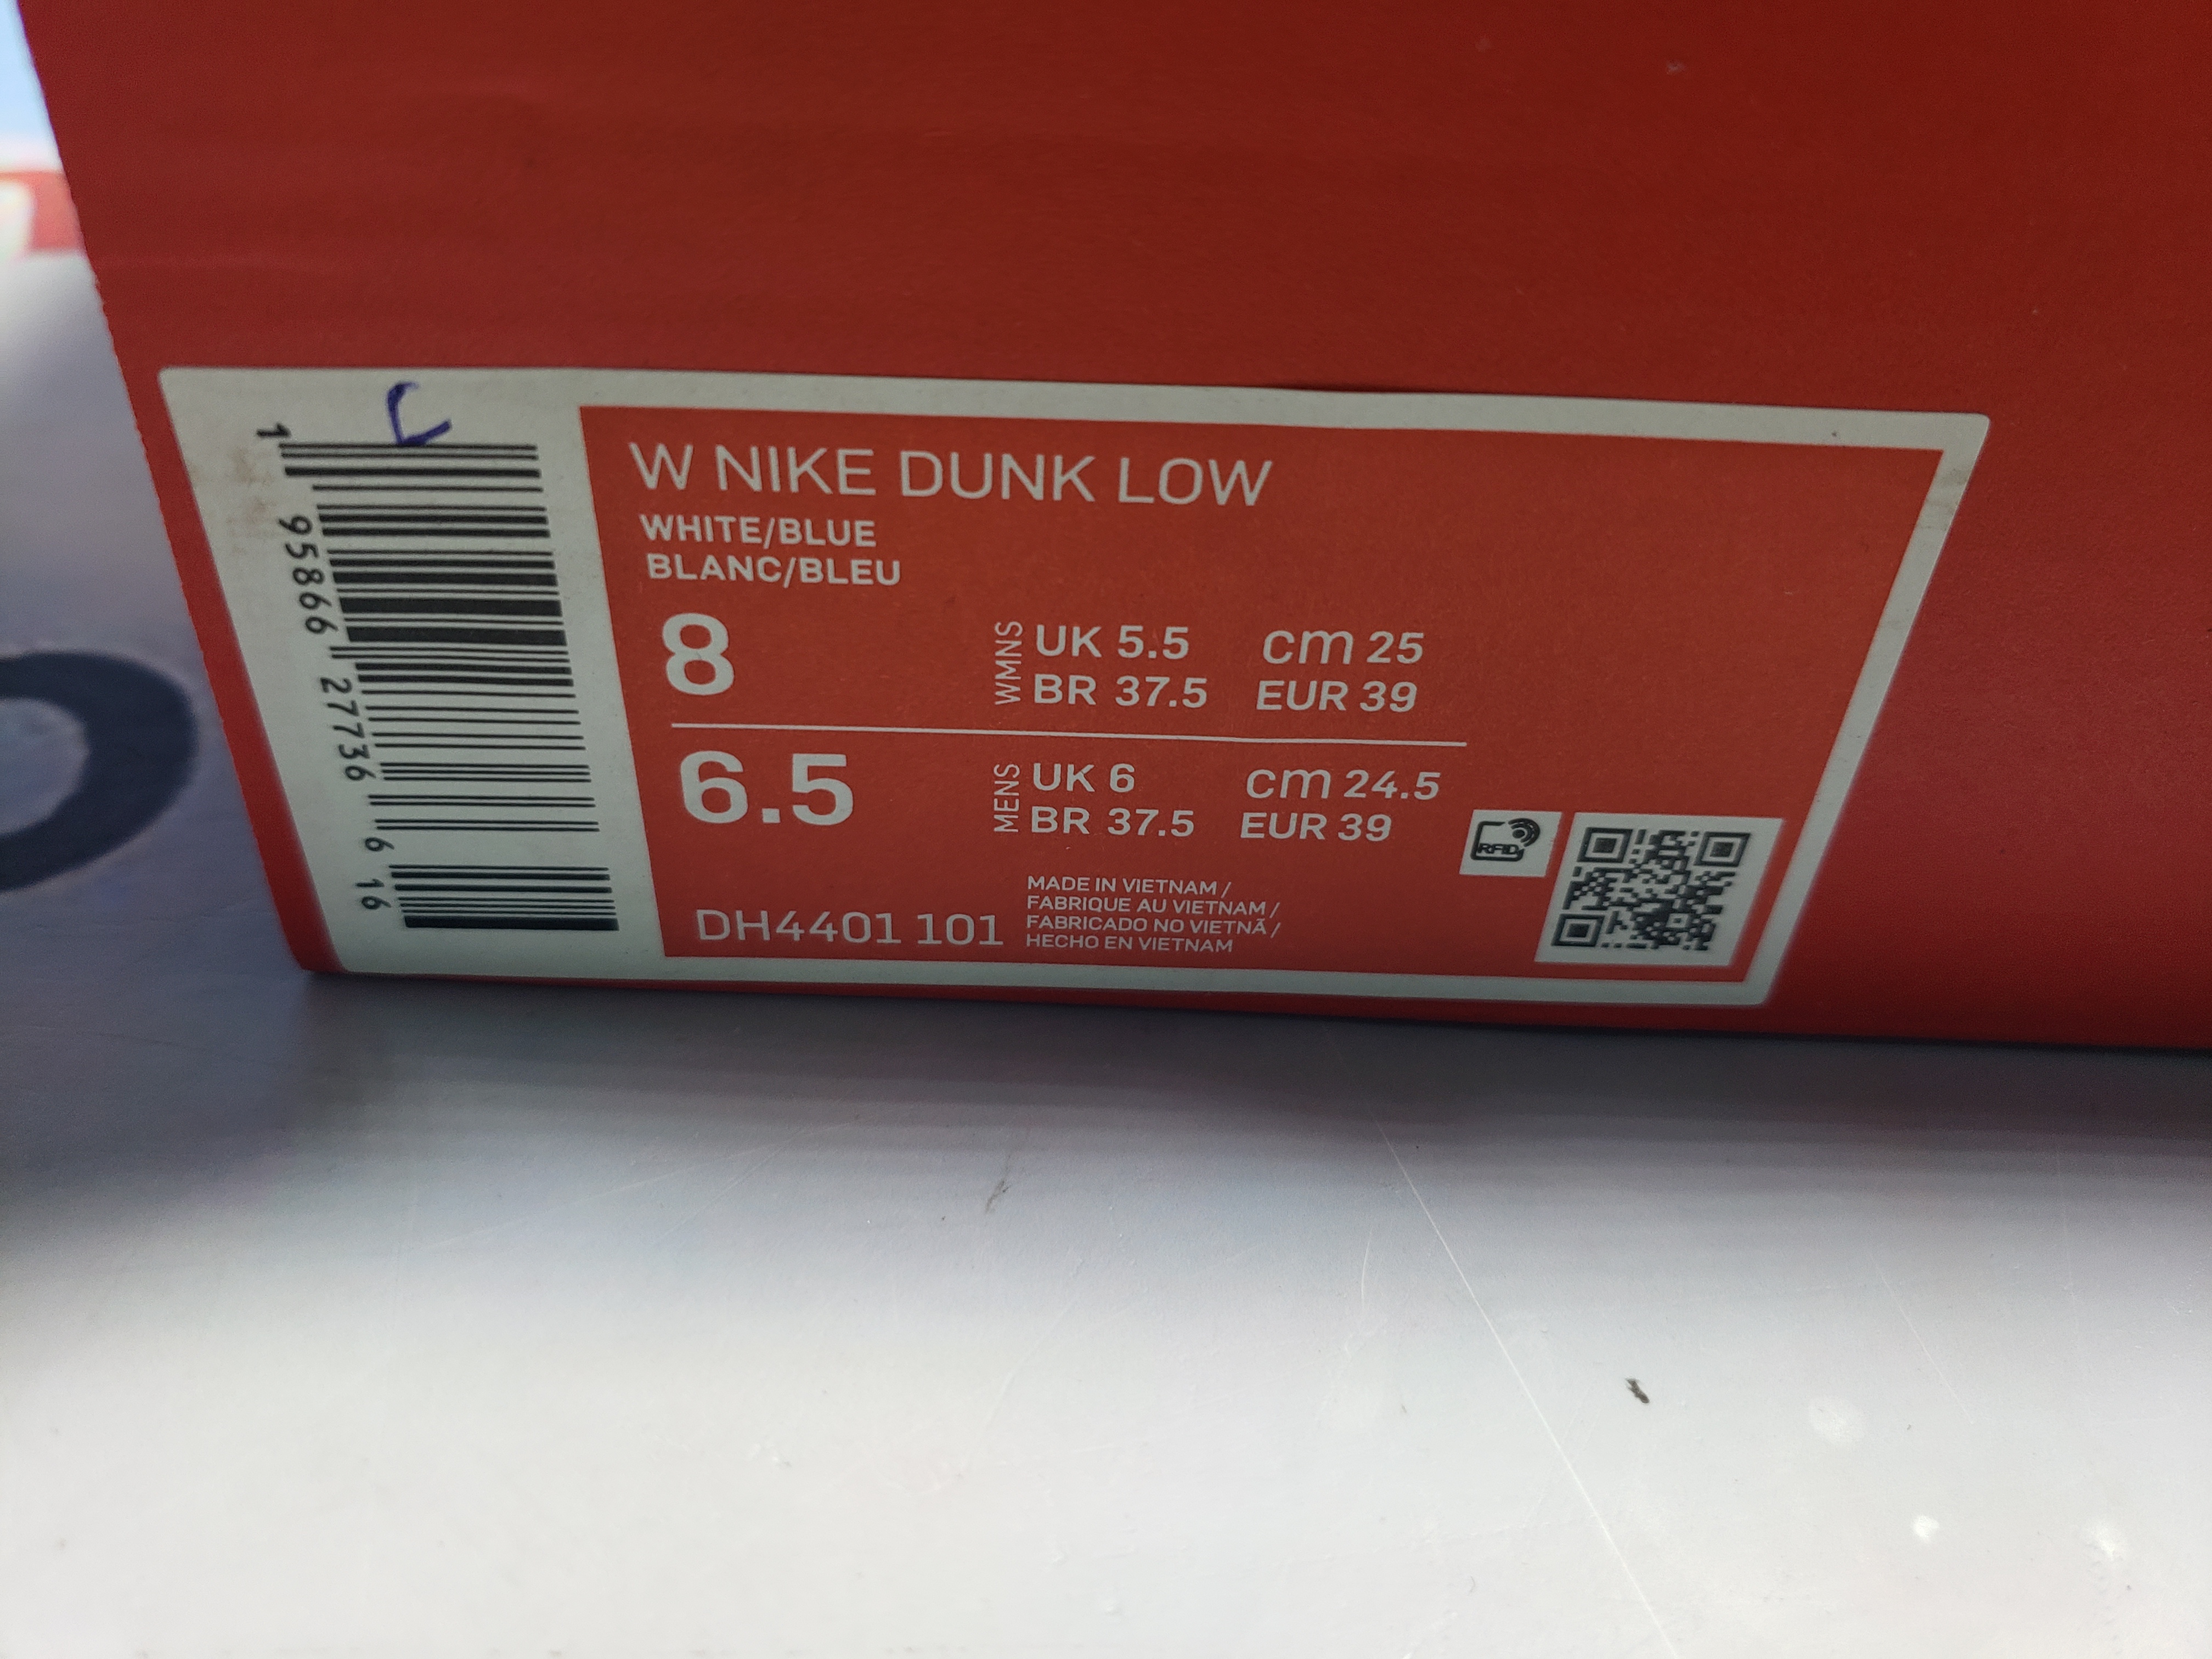 W NIKE DUNK LOW
WHITE/BLUE
BLANC/BLEU
8
WMNS
UK 5.5 cm 25
BR 37.5 EUR 39
6.5
MENS
UK 6 cm 24.5
BR 37.5 EUR 39
DH4401 101
MADE IN VIETNAM /
FABRIQUE AU VIETNAM /
FABRICADO NO VIETNÃ /
HECHO EN VIETNAM
RFID
1 95866 27736 6 16